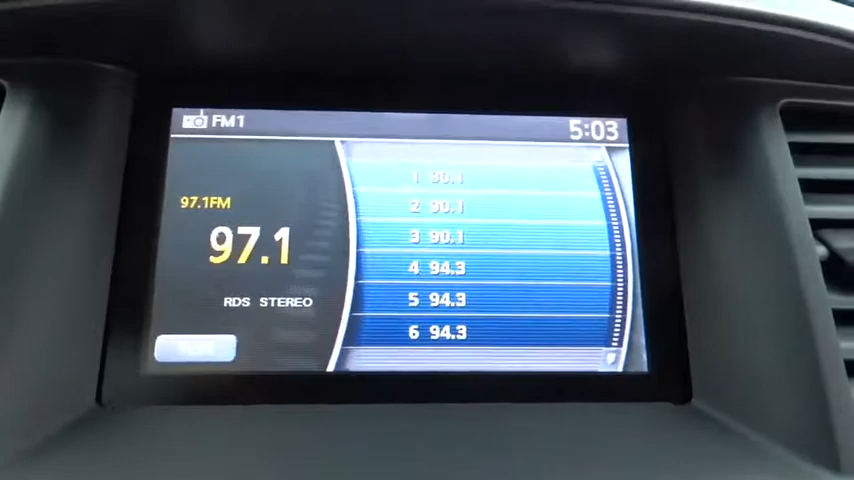 FM1
5:03
97.1FM
97.1
RDS STEREO
1 90.1
2 90.1
3 90.1
4 94.3
5 94.3
6 94.3